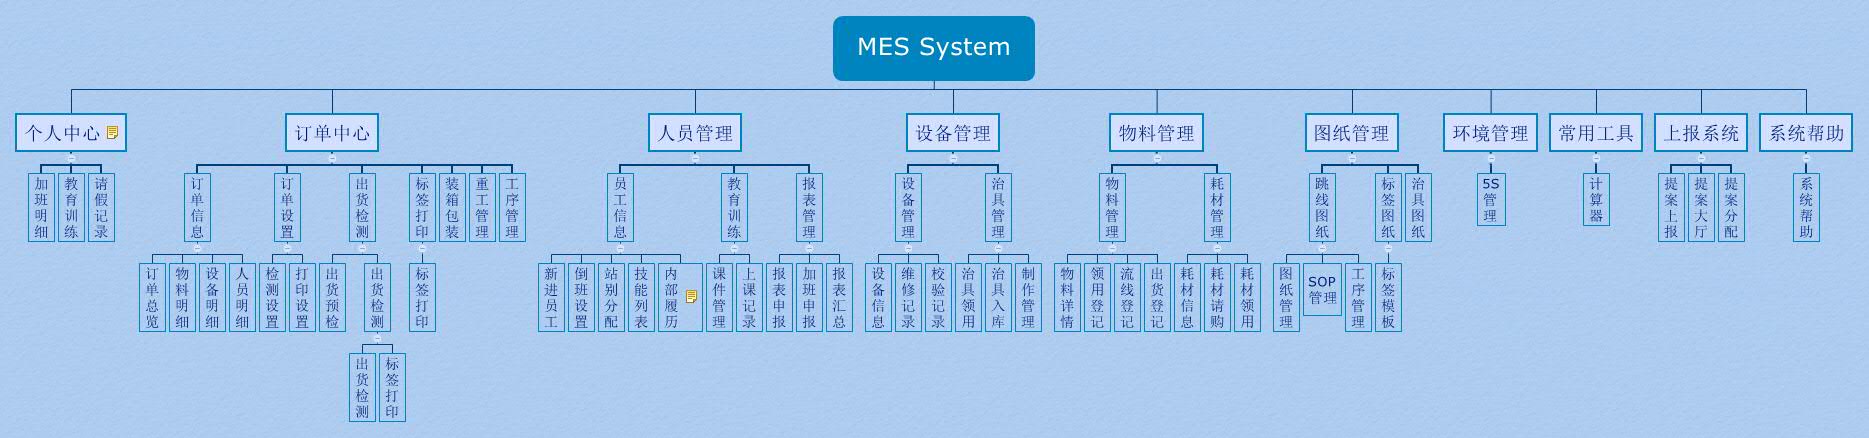 MES System
个人中心
订单中心
人员管理
设备管理
物料管理
图纸管理
环境管理
常用工具
上报系统
系统帮助
加班明细
教育训练
请假记录
订单信息
订单设置
出货检测
标签打印
装箱包装
重工管理
工序管理
员工信息
教育训练
报表管理
设备管理
治具管理
物料管理
耗材管理
跳线图纸
标签图纸
治具图纸
5S
管理
计算器
提案上报
提案大厅
提案分配
系统帮助
订单总览
物料明细
设备明细
人员明细
检测设置
打印设置
出货预检
出货检测
标签打印
新进员工
倒班设置
站别分配
技能列表
内部履历
课件管理
上课记录
报表申报
加班申报
报表汇总
设备信息
维修记录
校验记录
治具领用
治具入库
制作管理
物料详情
领用登记
流线登记
出货登记
耗材信息
耗材请购
耗材领用
图纸管理
SOP
管理
工序管理
标签模板
出货检测
标签打印